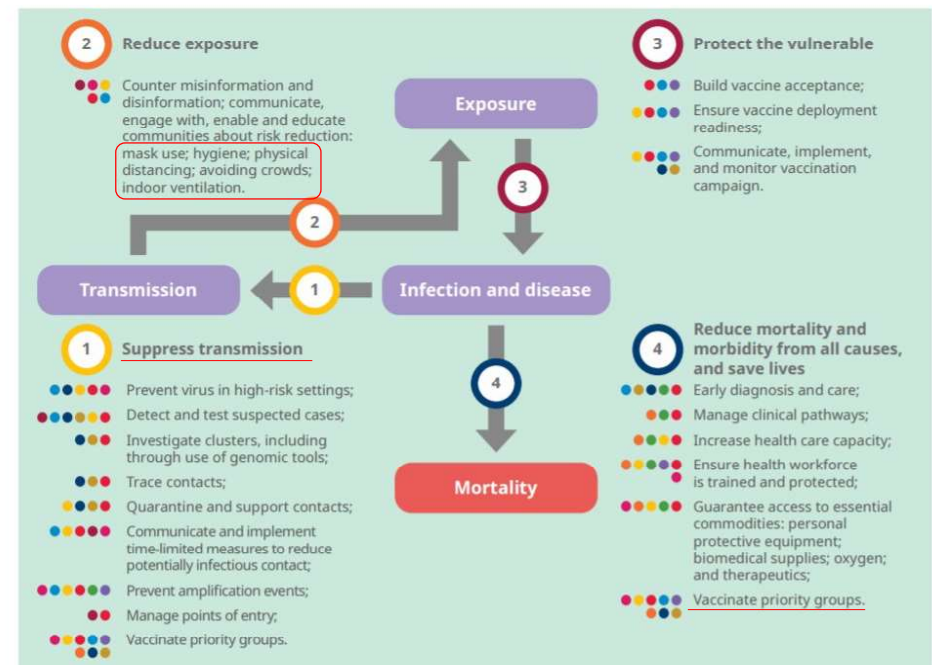 2 Reduce exposure
Counter misinformation and
disinformation; communicate,
engage with, enable and educate
communities about risk reduction:
mask use; hygiene; physical
distancing; avoiding crowds;
indoor ventilation.
Exposure
3 Protect the vulnerable
Build vaccine acceptance;
Ensure vaccine deployment
readiness;
Communicate, implement,
and monitor vaccination
campaign.
3
2
Transmission
1
Infection and disease
1 Suppress transmission
Prevent virus in high-risk settings;
Detect and test suspected cases;
Investigate clusters, including
through use of genomic tools;
Trace contacts;
Quarantine and support contacts;
Communicate and implement
time-limited measures to reduce
potentially infectious contact;
Prevent amplification events;
Manage points of entry;
Vaccinate priority groups.
4
Mortality
4 Reduce mortality and
morbidity from all causes,
and save lives
Early diagnosis and care;
Manage clinical pathways;
Increase health care capacity;
Ensure health workforce
is trained and protected;
Guarantee access to essential
commodities: personal
protective equipment;
biomedical supplies; oxygen;
and therapeutics;
Vaccinate priority groups.